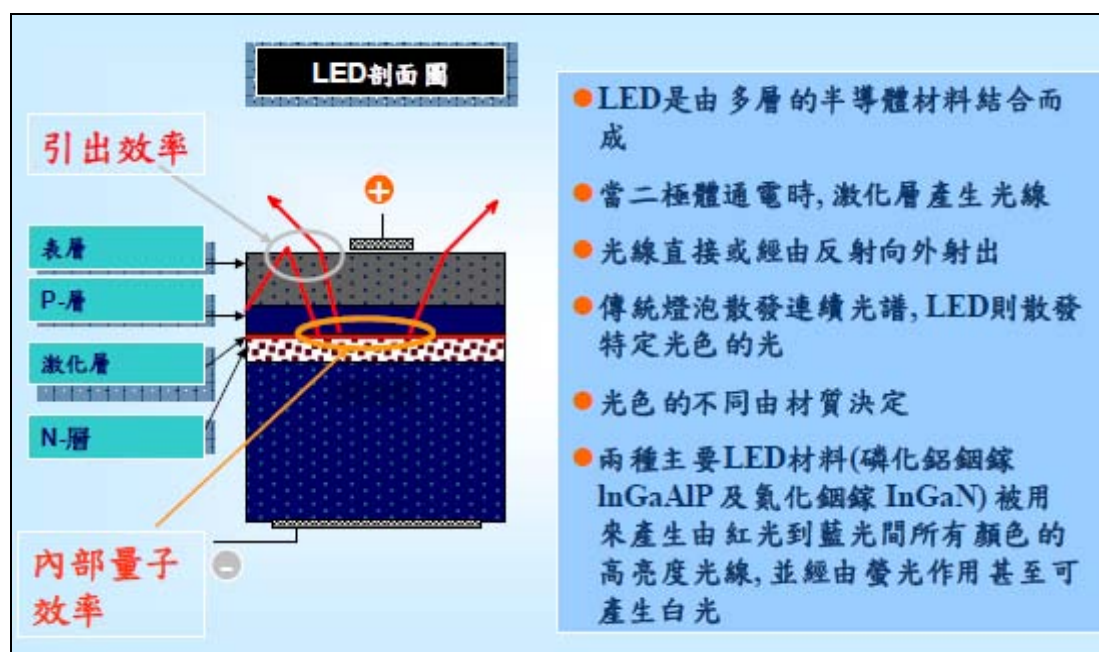 LED剖面圖
引出效率
表層
P-層
激化層
N-層
內部量子
效率
+
-
LED是由多層的半導體材料結合而
成
當二極體通電時, 激化層產生光線
光線直接或經由反射向外射出
傳統燈泡散發連續光譜, LED則散發
特定光色的光
光色的不同由材質決定
兩種主要LED材料(磷化鋁銦鎵
lnGaAlP 及氮化銦鎵 InGaN) 被用
來產生由紅光到藍光間所有顏色的
高亮度光線, 並經由螢光作用甚至可
產生白光